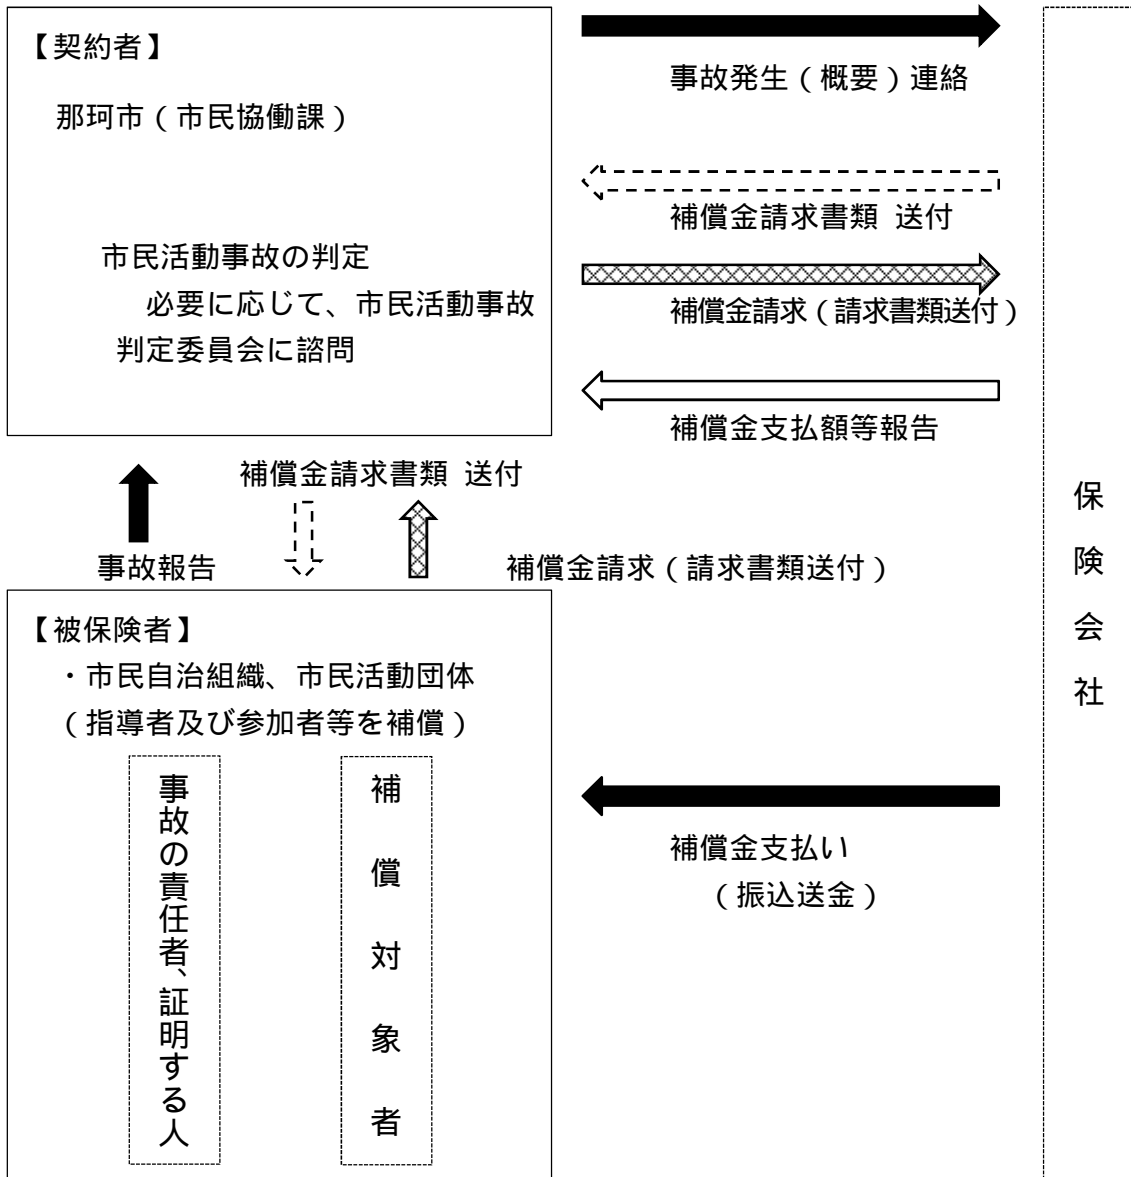 【契約者】
那珂市（市民協働課）
市民活動事故の判定
必要に応じて、市民活動事故
判定委員会に諮問
事故発生（概要）連絡
補償金請求書類 送付
補償金請求（請求書類送付）
補償金支払額等報告
補償金請求書類 送付
事故報告
補償金請求（請求書類送付）
【被保険者】
・市民自治組織、市民活動団体
（指導者及び参加者等を補償）
事故の責任者、証明する人
補償対象者
補償金支払い
（振込送金）
保険会社